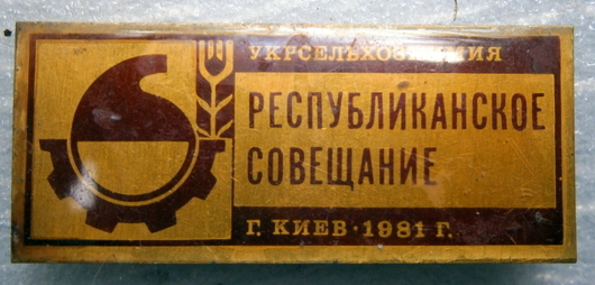 УКРСЕЛЬХОЗХИМИЯ
РЕСПУБЛИКАНСКОЕ
СОВЕЩАНИЕ
Г. КИЕВ · 1981 Г.